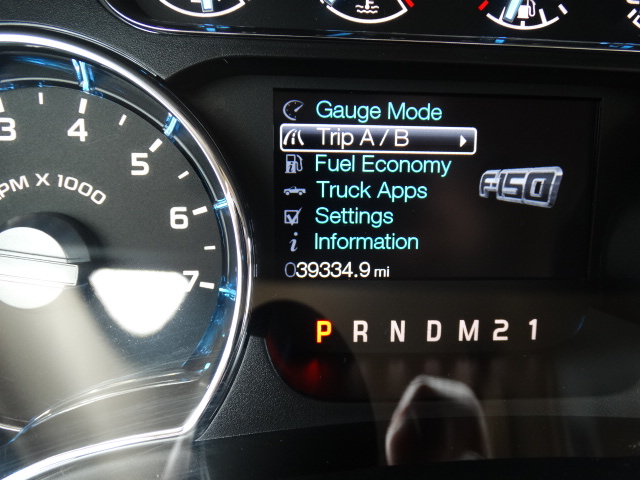 3
4
5
6
7
PM X 1000
Gauge Mode
Trip A / B
Fuel Economy
Truck Apps
Settings
Information
039334.9 mi
F-150
P R N D M 2 1